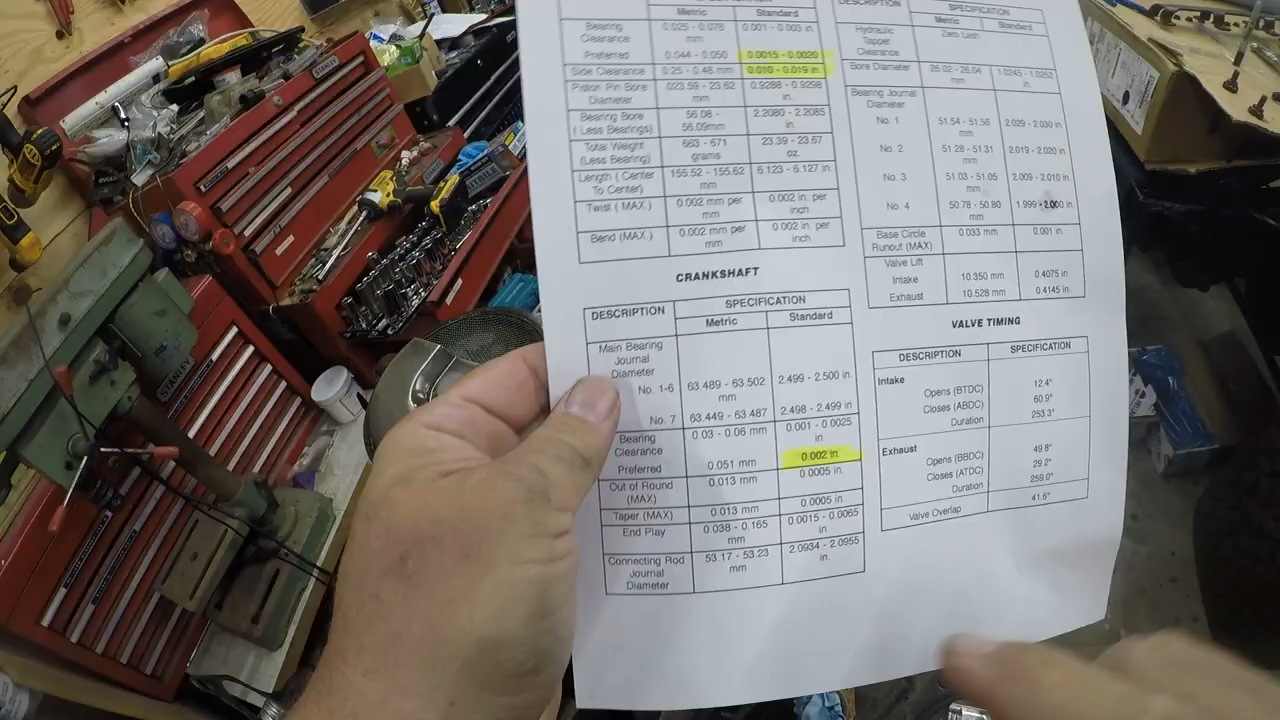 SPECIFICATION
Metric Standard
Bearing Clearance 0.025 - 0.076 mm 0.001 - 0.003 in.
Preferred 0.044 - 0.050 0.0015 - 0.0020
Side Clearance 0.25 - 0.48 mm 0.010 - 0.019 in.
Piston Pin Bore Diameter .023.59 - 23.62 mm 0.9288 - 0.9298 in.
Bearing Bore (Less Bearings) 56.08 - 56.09mm 2.2080 - 2.2085 in.
Total Weight (Less Bearing) 663 - 671 grams 23.39 - 23.67 oz.
Length (Center To Center) 155.52 - 155.62 mm 6.123 - 6.127 in.
Twist (MAX.) 0.002 mm per mm 0.002 in. per inch
Bend (MAX.) 0.002 mm per mm 0.002 in. per inch
CRANKSHAFT
DESCRIPTION SPECIFICATION
Metric Standard
Main Bearing Journal Diameter
No. 1-6 63.489 - 63.502 mm 2.499 - 2.500 in.
No. 7 63.449 - 63.487 2.498 - 2.499 in
Bearing Clearance 0.03 - 0.06 mm 0.001 - 0.0025 in
Preferred 0.051 mm 0.002 in.
Out of Round (MAX) 0.013 mm 0.0005 in.
Taper (MAX) 0.013 mm 0.0005 in.
End Play 0.038 - 0.165 mm 0.0015 - 0.0065 in
Connecting Rod Journal Diameter 53.17 - 53.23 mm 2.0934 - 2.0955 in.
DESCRIPTION SPECIFICATION
Metric Standard
Hydraulic Tappet Clearance Zero Lash
Bore Diameter 26.02 - 26.04 mm 1.0245 - 1.0252 in.
Bearing Journal Diameter
No. 1 51.54 - 51.56 mm 2.029 - 2.030 in.
No. 2 51.28 - 51.31 mm 2.019 - 2.020 in.
No. 3 51.03 - 51.05 mm 2.009 - 2.010 in.
No. 4 50.78 - 50.80 mm 1.999 - 2.000 in.
Base Circle Runout (MAX) 0.033 mm 0.001 in.
Valve Lift
Intake 10.350 mm 0.4075 in
Exhaust 10.528 mm 0.4145 in.
VALVE TIMING
DESCRIPTION SPECIFICATION
Intake
Opens (BTDC) 12.4°
Closes (ABDC) 60.9°
Duration 253.3°
Exhaust
Opens (BBDC) 49.8°
Closes (ATDC) 29.2°
Duration 259.0°
Valve Overlap 41.6°
STANLEY
STANLEY